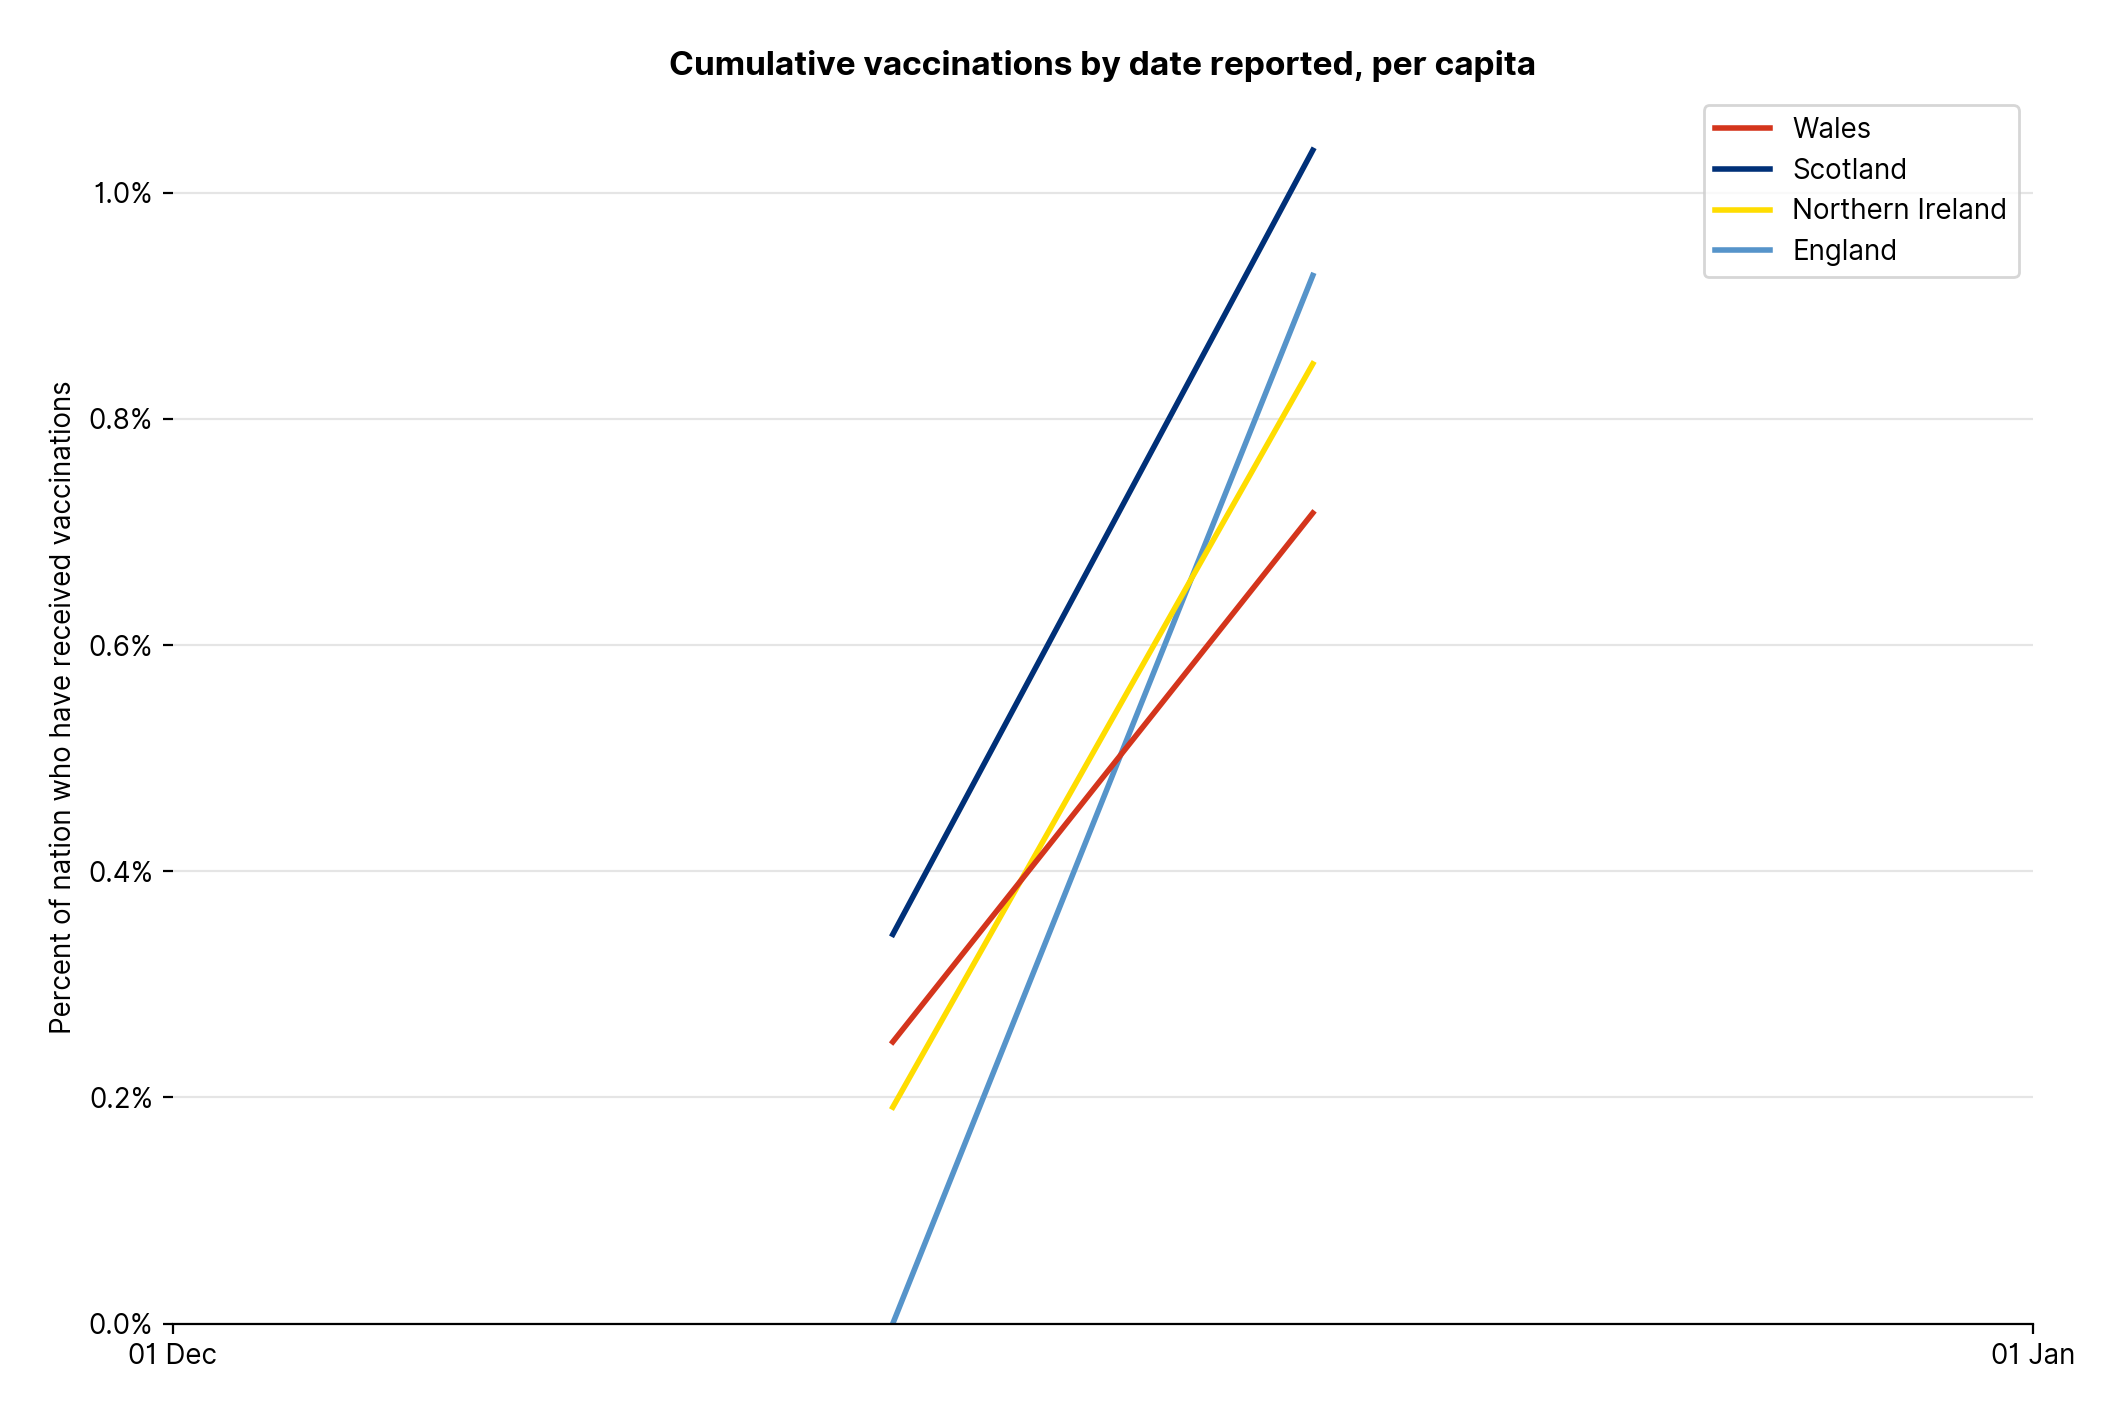 Cumulative vaccinations by date reported, per capita
Wales
Scotland
Northern Ireland
England
Percent of nation who have received vaccinations
1.0%
0.8%
0.6%
0.4%
0.2%
0.0%
01 Dec
01 Jan